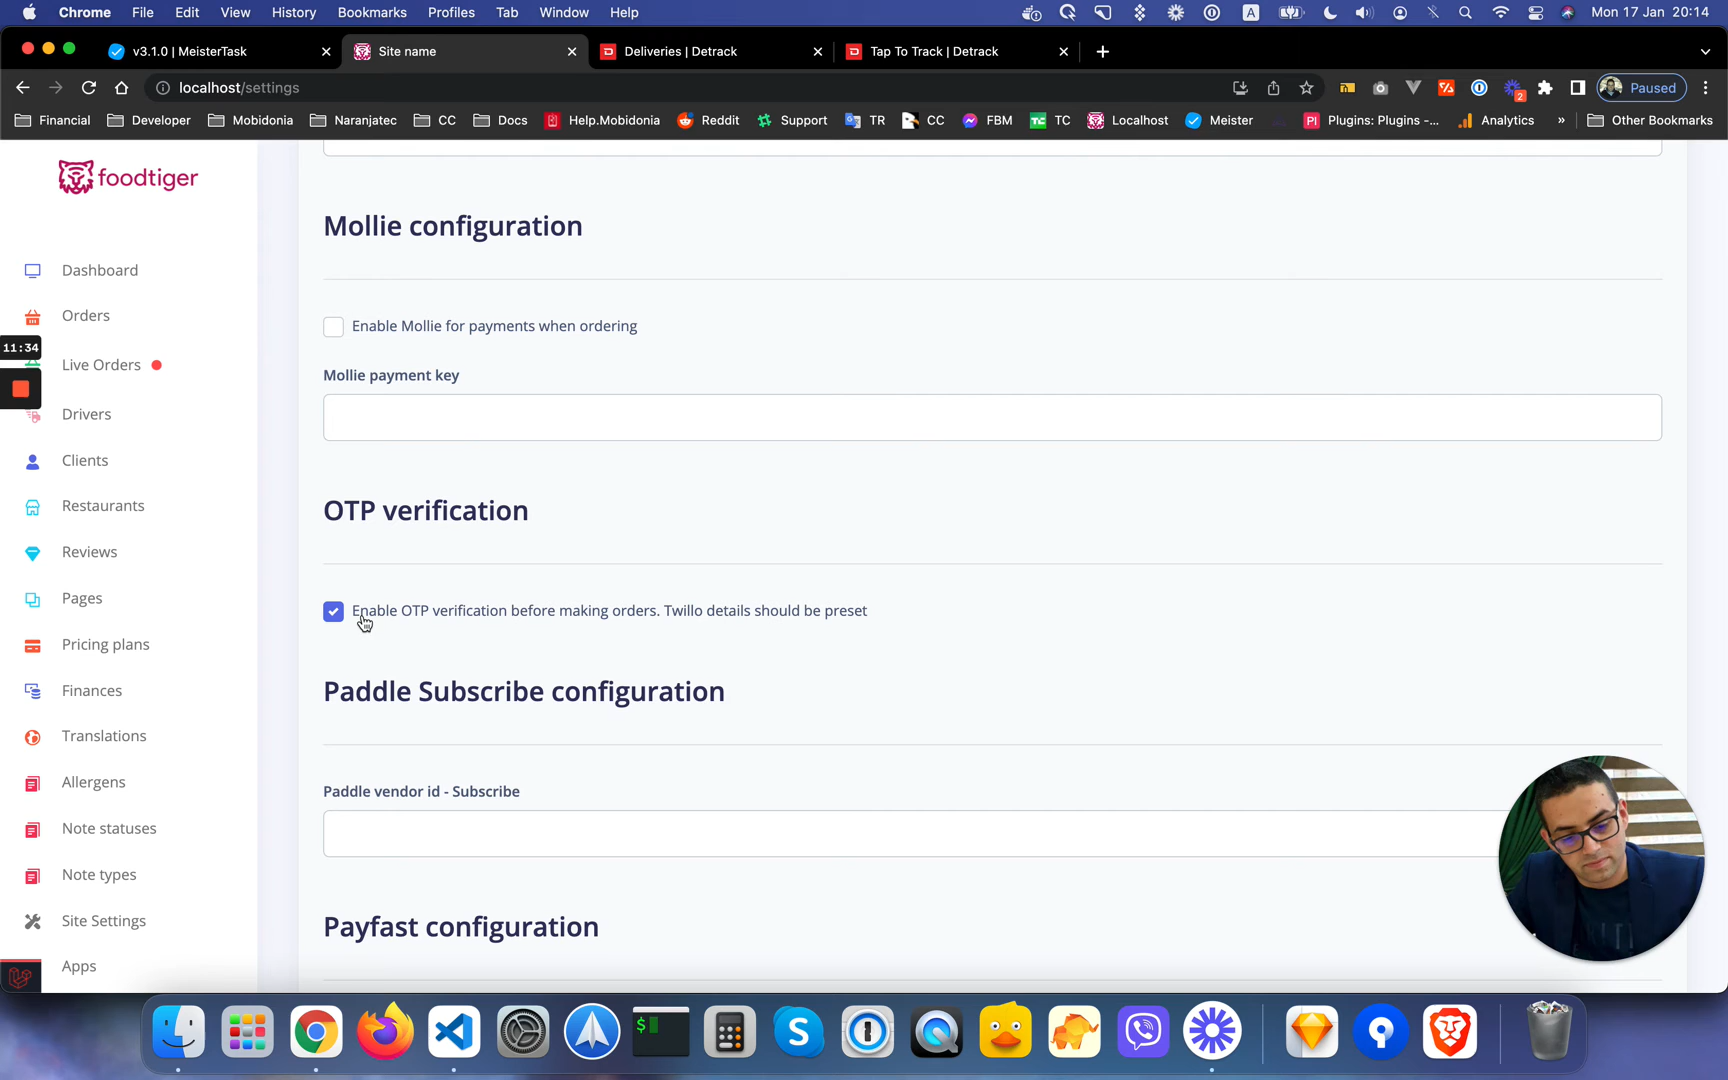 Chrome File Edit View History Bookmarks Profiles Tab Window Help A Mon 17 Jan 20:14
v3.1.0 | MeisterTask Site name Deliveries | Detrack Tap To Track | Detrack
localhost/settings 2 Paused
Financial Developer Mobidonia Naranjatec CC Docs Help.Mobidonia Reddit Support TR CC FBM TC Localhost Meister Plugins: Plugins -... Analytics » Other Bookmarks
foodtiger
Dashboard
Orders
11:34
Live Orders
Drivers
Clients
Restaurants
Reviews
Pages
Pricing plans
Finances
Translations
Allergens
Note statuses
Note types
Site Settings
Apps
Mollie configuration
Enable Mollie for payments when ordering
Mollie payment key
OTP verification
Enable OTP verification before making orders. Twillo details should be preset
Paddle Subscribe configuration
Paddle vendor id - Subscribe
Payfast configuration